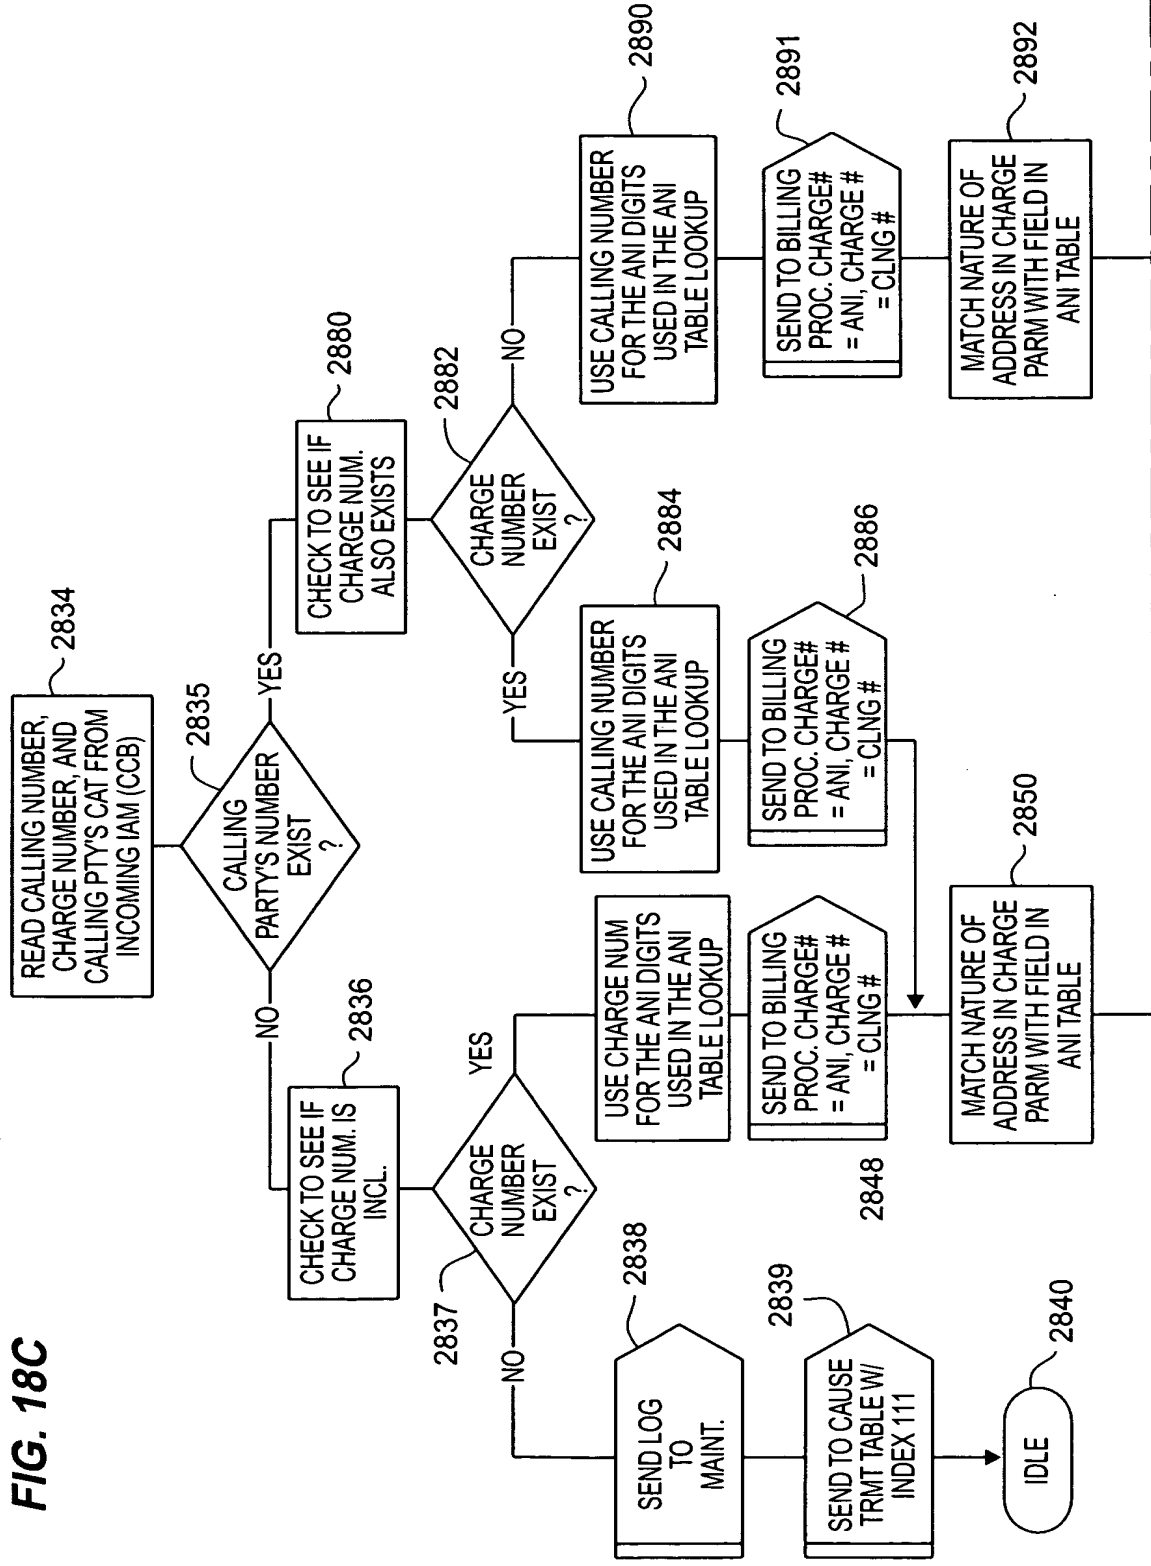 FIG. 18C
READ CALLING NUMBER,
CHARGE NUMBER, AND
CALLING PTY'S CAT FROM
INCOMING IAM (CCB)
2834
CALLING
PARTY'S NUMBER
EXIST
?
2835
NO
YES
CHECK TO SEE IF
CHARGE NUM. IS
INCL.
2836
CHECK TO SEE IF
CHARGE NUM.
ALSO EXISTS
2880
CHARGE
NUMBER
EXIST
?
2837
NO
YES
CHARGE
NUMBER
EXIST
?
2882
YES
NO
SEND LOG
TO
MAINT.
2838
SEND TO CAUSE
TRMT TABLE W/
INDEX 111
2839
IDLE
2840
USE CHARGE NUM
FOR THE ANI DIGITS
USED IN THE ANI
TABLE LOOKUP
SEND TO BILLING
PROC. CHARGE#
= ANI, CHARGE #
= CLNG #
2848
MATCH NATURE OF
ADDRESS IN CHARGE
PARM WITH FIELD IN
ANI TABLE
2850
USE CALLING NUMBER
FOR THE ANI DIGITS
USED IN THE ANI
TABLE LOOKUP
2884
SEND TO BILLING
PROC. CHARGE#
= ANI, CHARGE #
= CLNG #
2886
USE CALLING NUMBER
FOR THE ANI DIGITS
USED IN THE ANI
TABLE LOOKUP
2890
SEND TO BILLING
PROC. CHARGE#
= ANI, CHARGE #
= CLNG #
2891
MATCH NATURE OF
ADDRESS IN CHARGE
PARM WITH FIELD IN
ANI TABLE
2892